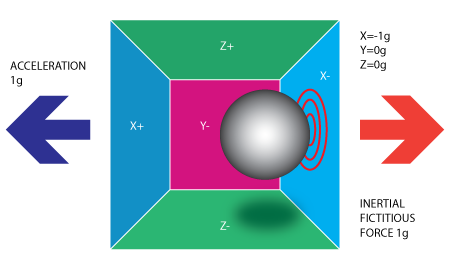 ACCELERATION
1g
Z+
X+
Y-
X-
Z-
X=-1g
Y=0g
Z=0g
INERTIAL
FICTITIOUS
FORCE 1g